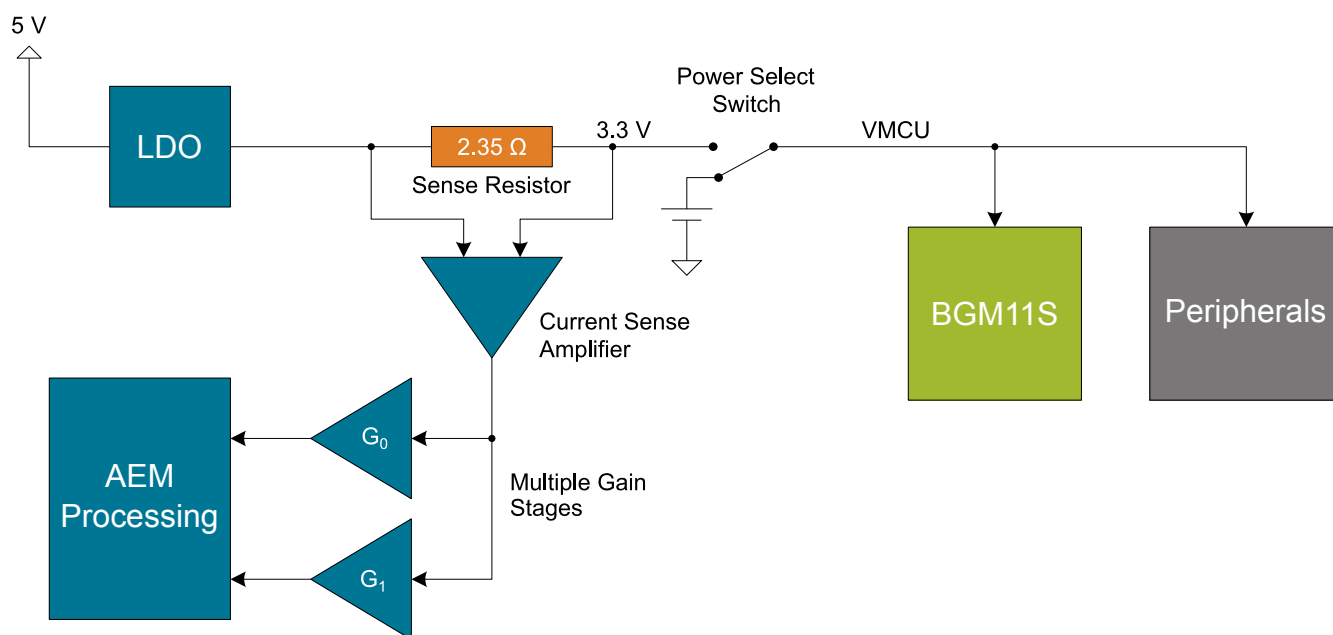 5 V
LDO
2.35 Ω
Sense Resistor
3.3 V
Power Select
Switch
VMCU
BGM11S
Peripherals
Current Sense
Amplifier
AEM
Processing
G₀
G₁
Multiple Gain
Stages